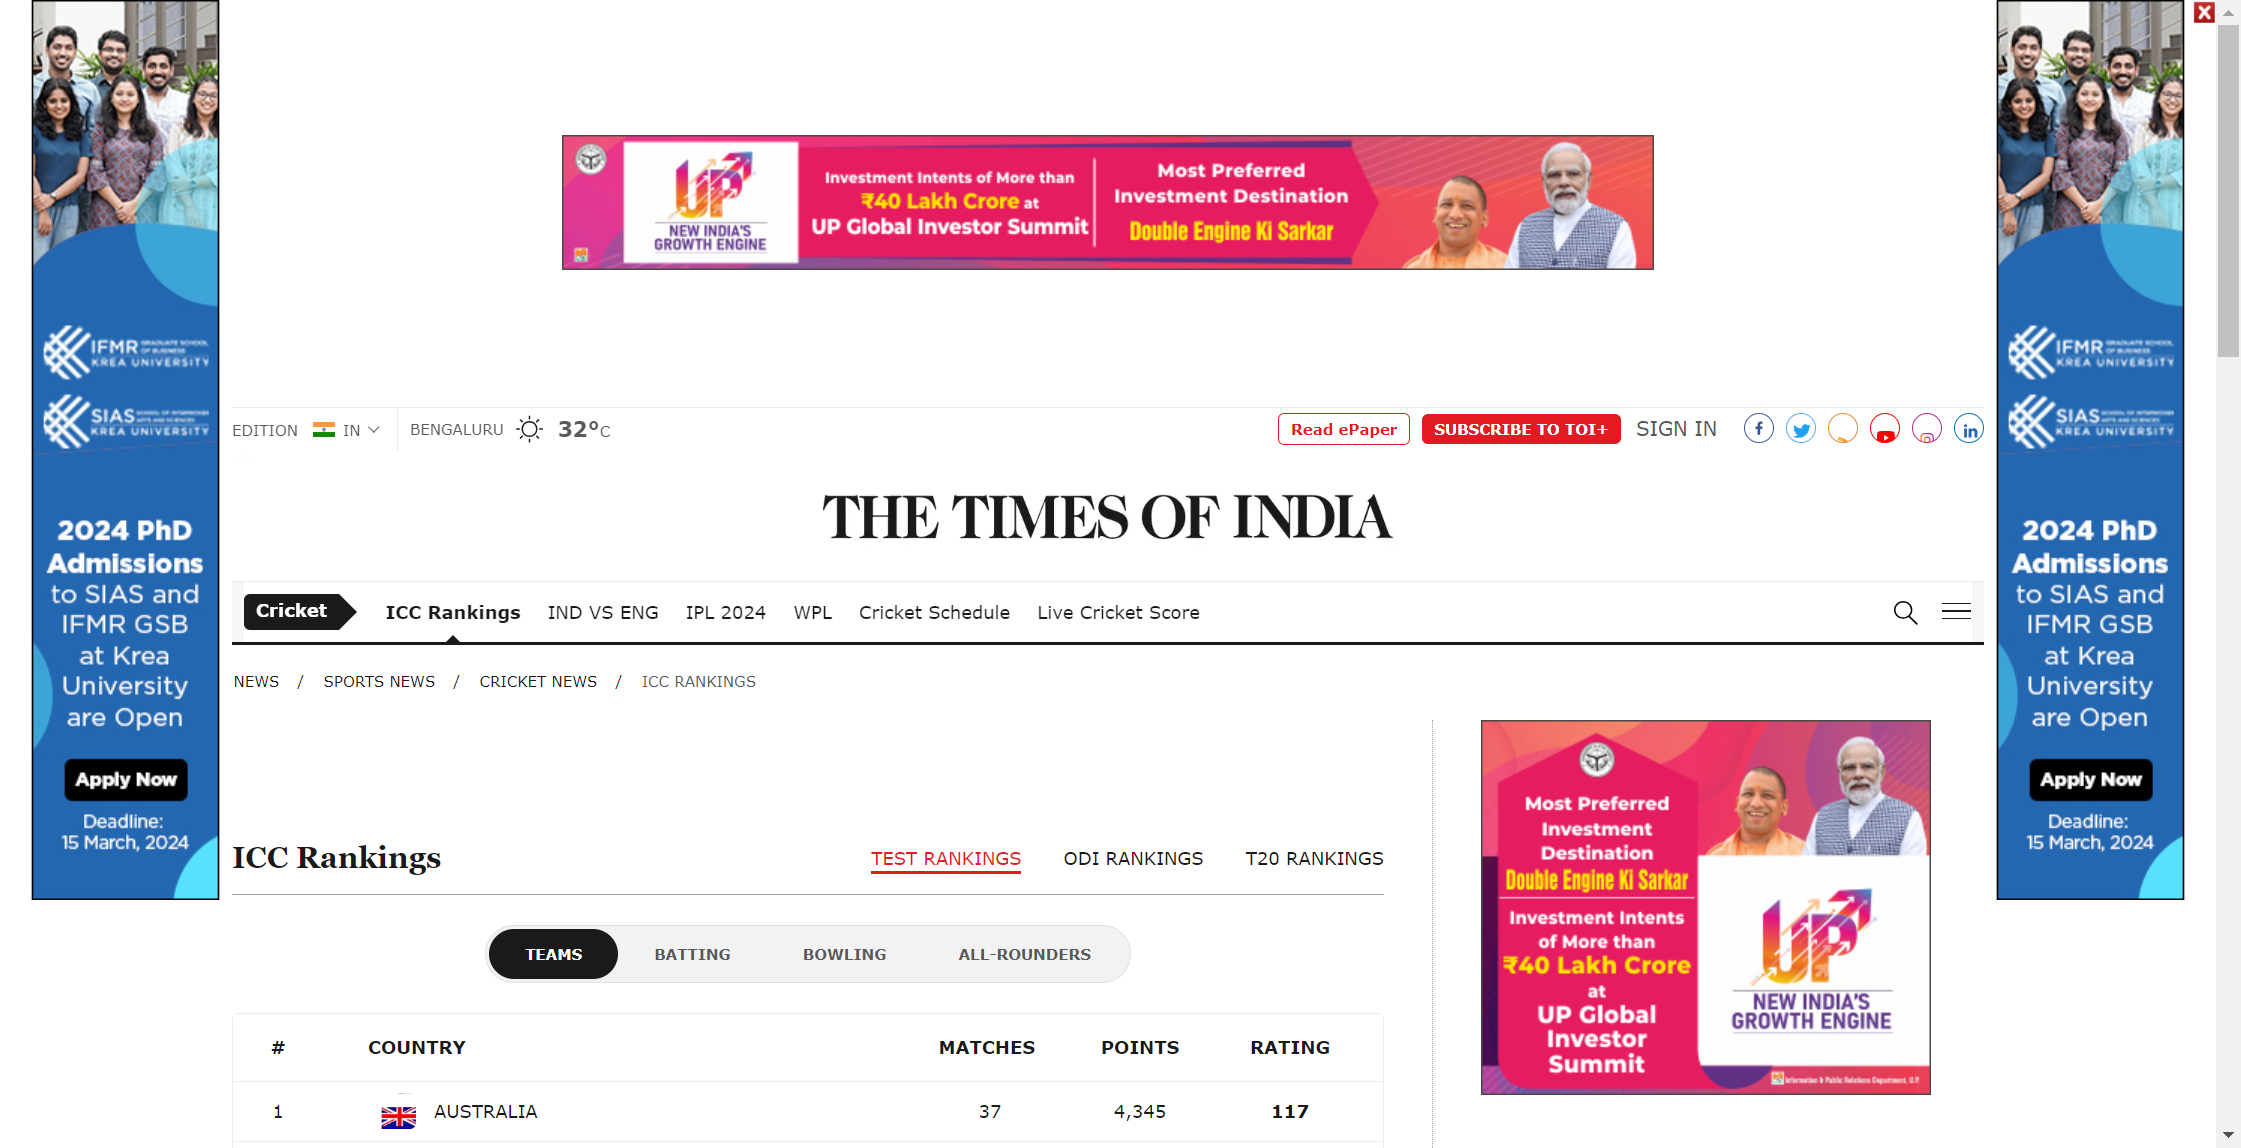 Investment Intents of More than
₹40 Lakh Crore at
UP Global Investor Summit
Most Preferred
Investment Destination
Double Engine Ki Sarkar
UP
NEW INDIA'S
GROWTH ENGINE
EDITION IN
BENGALURU 32°C
Read ePaper
SUBSCRIBE TO TOI+
SIGN IN
THE TIMES OF INDIA
Cricket
ICC Rankings
IND VS ENG
IPL 2024
WPL
Cricket Schedule
Live Cricket Score
NEWS / SPORTS NEWS / CRICKET NEWS / ICC RANKINGS
ICC Rankings
TEST RANKINGS
ODI RANKINGS
T20 RANKINGS
TEAMS
BATTING
BOWLING
ALL-ROUNDERS
# COUNTRY MATCHES POINTS RATING
1 AUSTRALIA 37 4,345 117
IFMR GRADUATE SCHOOL
OF BUSINESS
KREA UNIVERSITY
SIAS
KREA UNIVERSITY
2024 PhD
Admissions
to SIAS and
IFMR GSB
at Krea
University
are Open
Apply Now
Deadline:
15 March, 2024
Most Preferred
Investment
Destination
Double Engine Ki Sarkar
Investment Intents
of More than
₹40 Lakh Crore
at
UP Global
Investor
Summit
UP
NEW INDIA'S
GROWTH ENGINE
Information & Public Relations Department, U.P.
IFMR GRADUATE SCHOOL
OF BUSINESS
KREA UNIVERSITY
SIAS
KREA UNIVERSITY
2024 PhD
Admissions
to SIAS and
IFMR GSB
at Krea
University
are Open
Apply Now
Deadline:
15 March, 2024